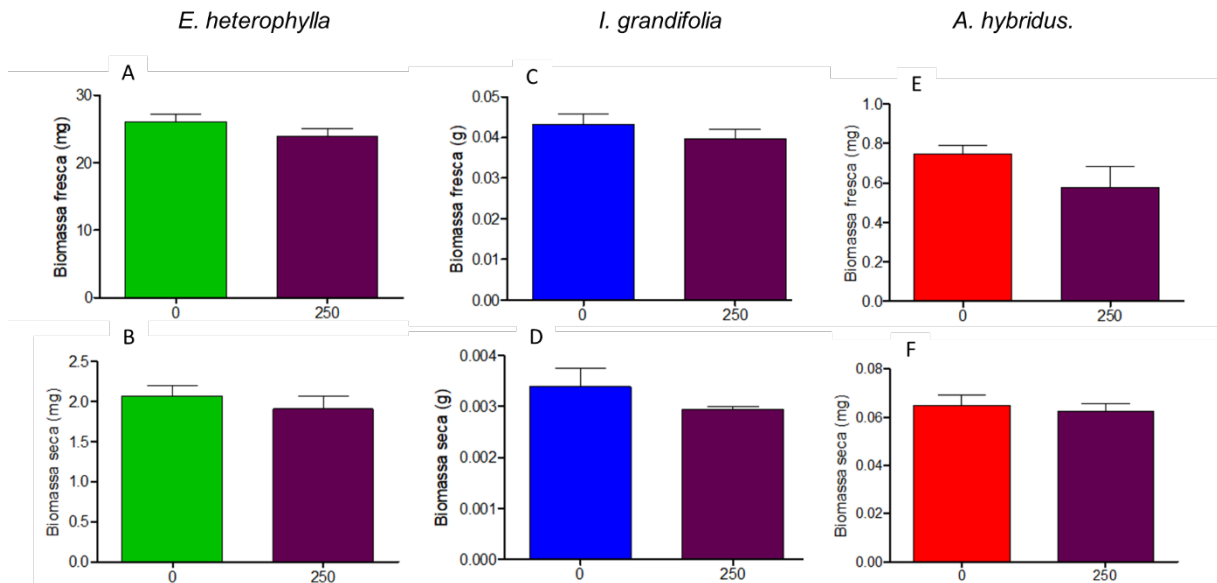 E. heterophylla
I. grandifolia
A. hybridus.
A
Biomassa fresca (mg)
30
20
10
0
0
250
C
Biomassa fresca (g)
0.05
0.04
0.03
0.02
0.01
0.00
0
250
E
Biomassa fresca (mg)
1.0
0.8
0.6
0.4
0.2
0.0
0
250
B
Biomassa seca (mg)
2.5
2.0
1.5
1.0
0.5
0.0
0
250
D
Biomassa seca (g)
0.004
0.003
0.002
0.001
0.000
0
250
F
Biomassa seca (mg)
0.08
0.06
0.04
0.02
0.00
0
250